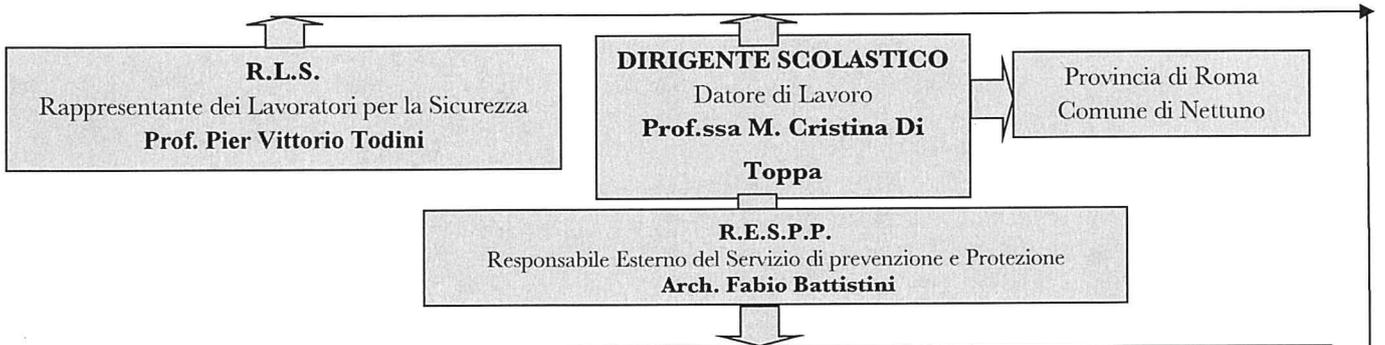 R.L.S.
Rappresentante dei Lavoratori per la Sicurezza
Prof. Pier Vittorio Todini
DIRIGENTE SCOLASTICO
Datore di Lavoro
Prof.ssa M. Cristina Di
Toppa
Provincia di Roma
Comune di Nettuno
R.E.S.P.P.
Responsabile Esterno del Servizio di prevenzione e Protezione
Arch. Fabio Battistini